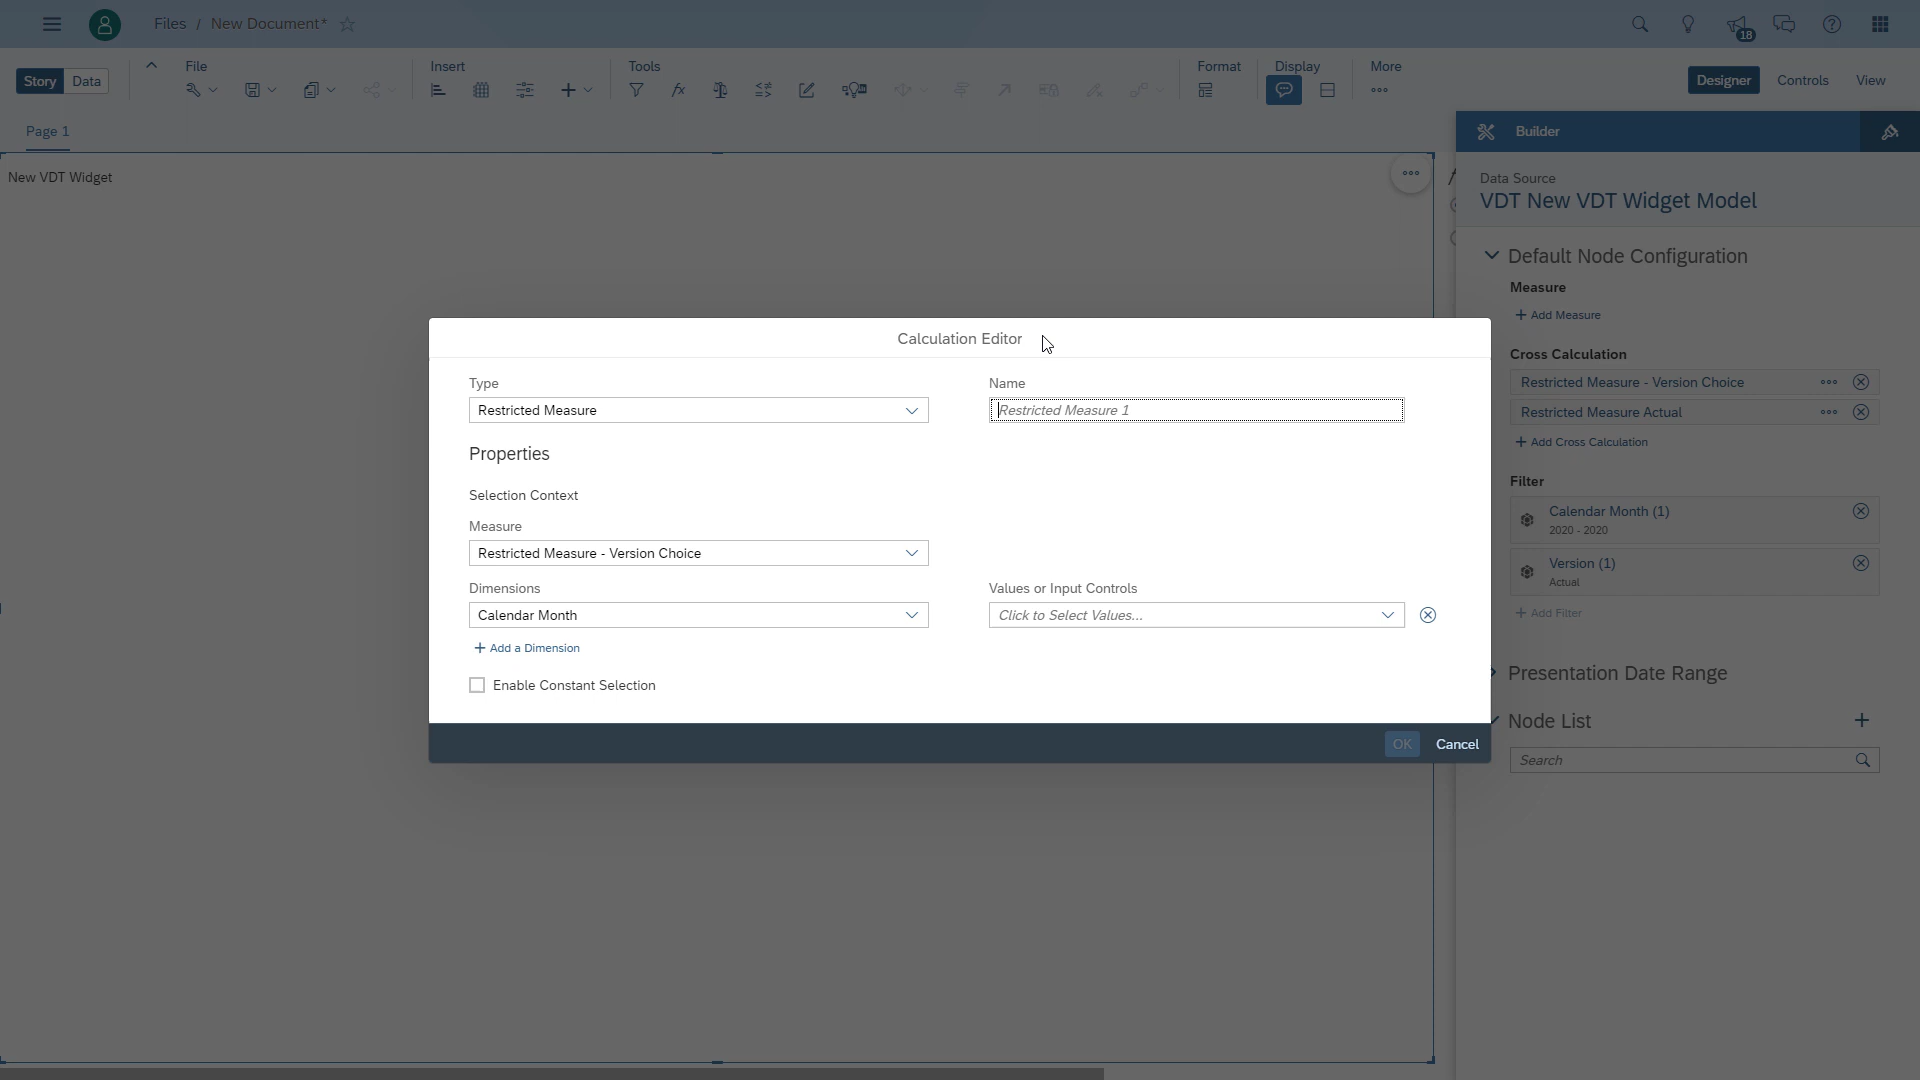 Files / New Document*
18
Story Data
File
Insert
Tools
Format
Display
More
Designer Controls View
Page 1
Builder
New VDT Widget
Data Source
VDT New VDT Widget Model
Default Node Configuration
Measure
+ Add Measure
Cross Calculation
Restricted Measure - Version Choice
Restricted Measure Actual
+ Add Cross Calculation
Filter
Calendar Month (1)
2020 - 2020
Version (1)
Actual
+ Add Filter
Presentation Date Range
Node List
Search
Calculation Editor
Type
Restricted Measure
Name
Restricted Measure 1
Properties
Selection Context
Measure
Restricted Measure - Version Choice
Dimensions
Calendar Month
Values or Input Controls
Click to Select Values...
+ Add a Dimension
Enable Constant Selection
OK Cancel